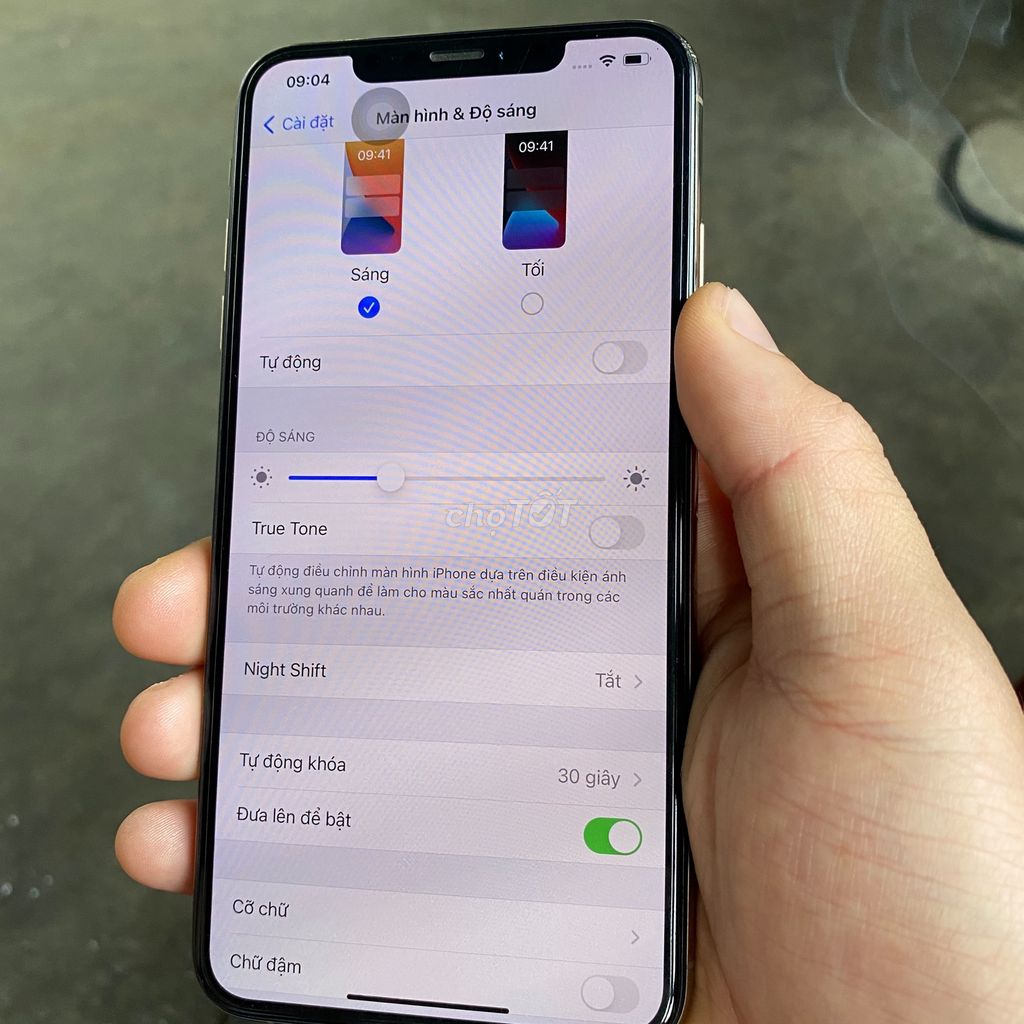 09:04
Cài đặt
Màn hình & Độ sáng
09:41
09:41
Sáng
Tối
Tự động
ĐỘ SÁNG
chợTỐT
True Tone
Tự động điều chỉnh màn hình iPhone dựa trên điều kiện ánh
sáng xung quanh để làm cho màu sắc nhất quán trong các
môi trường khác nhau.
Night Shift
Tắt
Tự động khóa
30 giây
Đưa lên để bật
Cỡ chữ
Chữ đậm